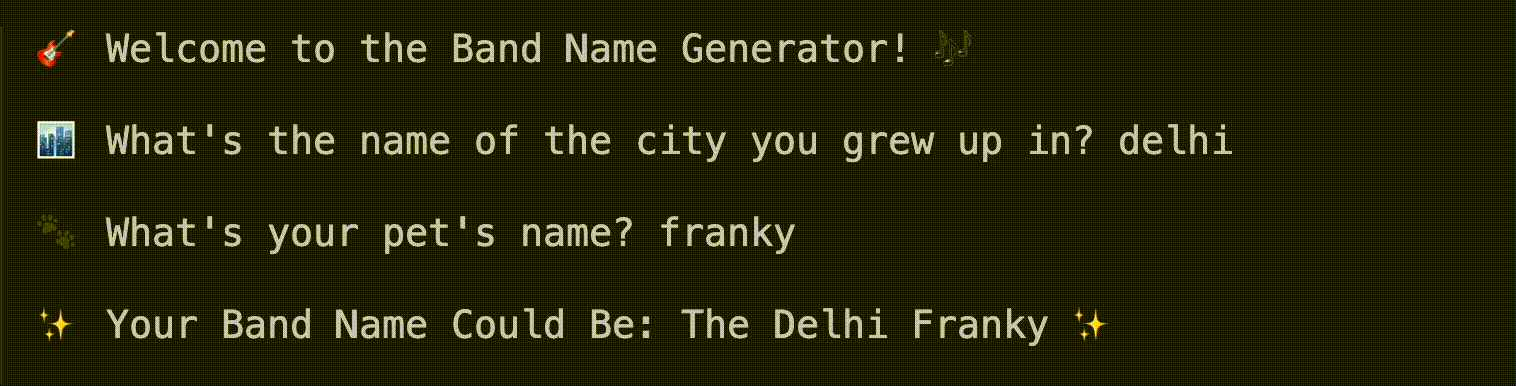 🎸 Welcome to the Band Name Generator! 🎶
🏙️ What's the name of the city you grew up in? delhi
🐾 What's your pet's name? franky
✨ Your Band Name Could Be: The Delhi Franky ✨